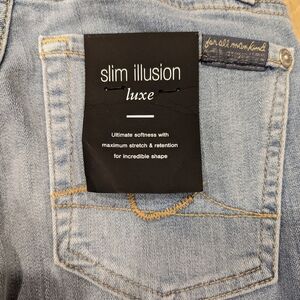 for all mankind
slim illusion
luxe
Ultimate softness with
maximum stretch & retention
for incredible shape